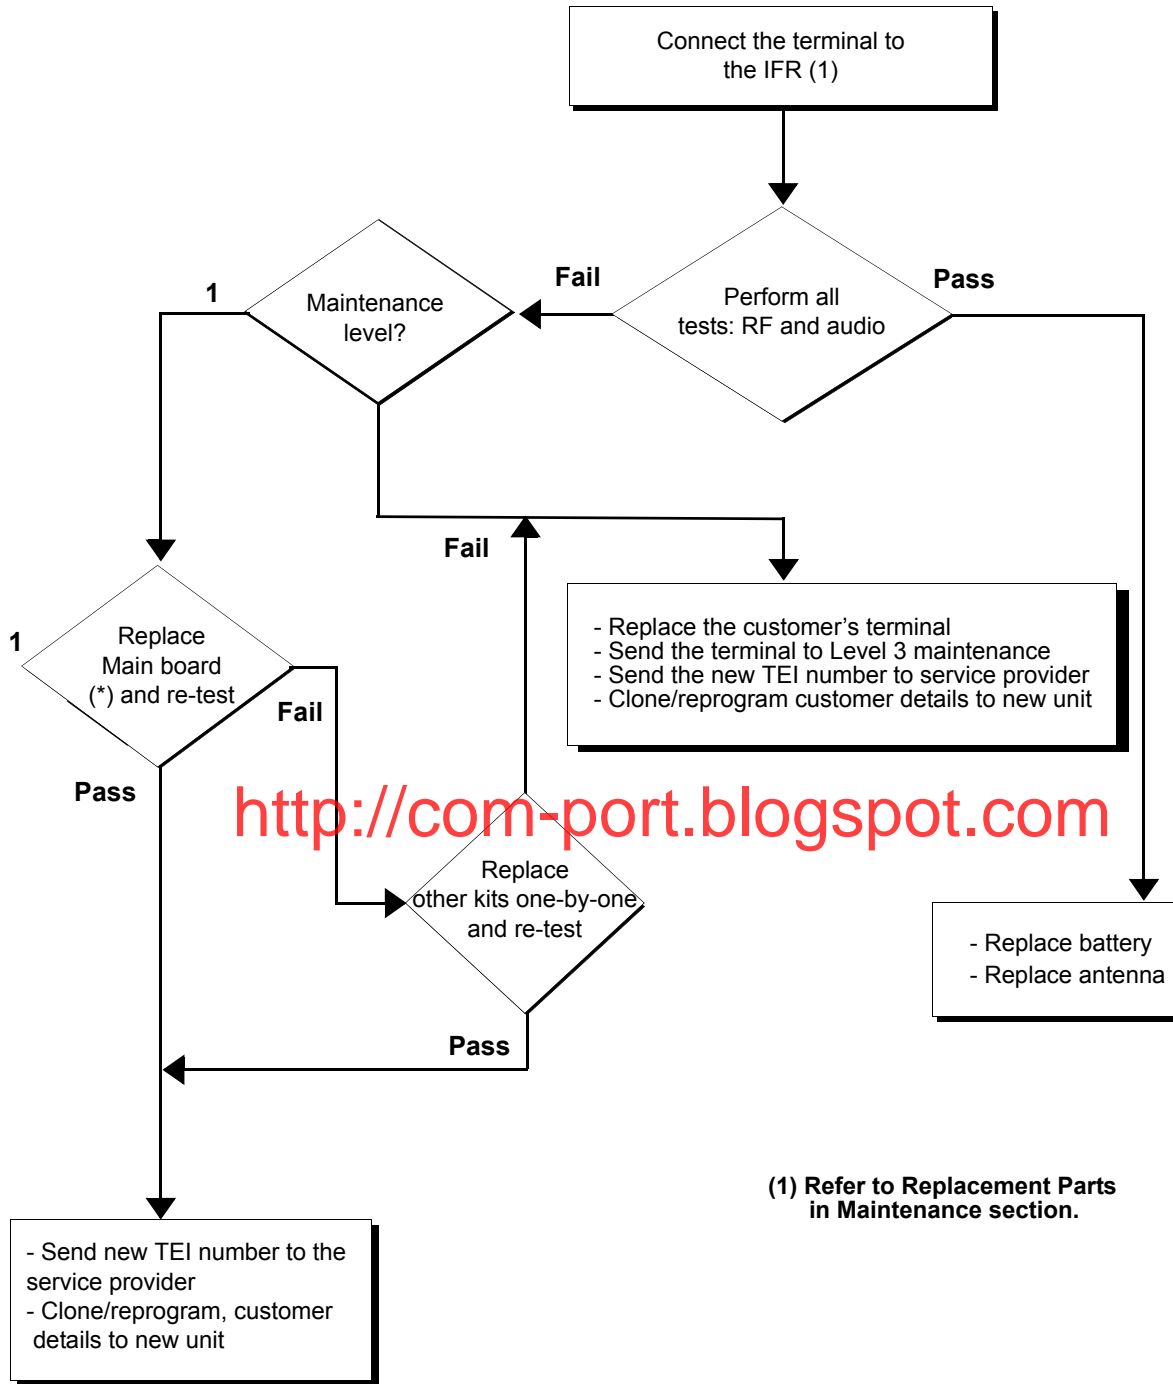 Connect the terminal to
the IFR (1)
Fail
Pass
1
Maintenance
level?
Perform all
tests: RF and audio
Fail
1
Replace
Main board
(*) and re-test
Fail
Pass
- Replace the customer's terminal
- Send the terminal to Level 3 maintenance
- Send the new TEI number to service provider
- Clone/reprogram customer details to new unit
http://com-port.blogspot.com
Replace
other kits one-by-one
and re-test
Pass
- Replace battery
- Replace antenna
(1) Refer to Replacement Parts
in Maintenance section.
- Send new TEI number to the
service provider
- Clone/reprogram, customer
details to new unit